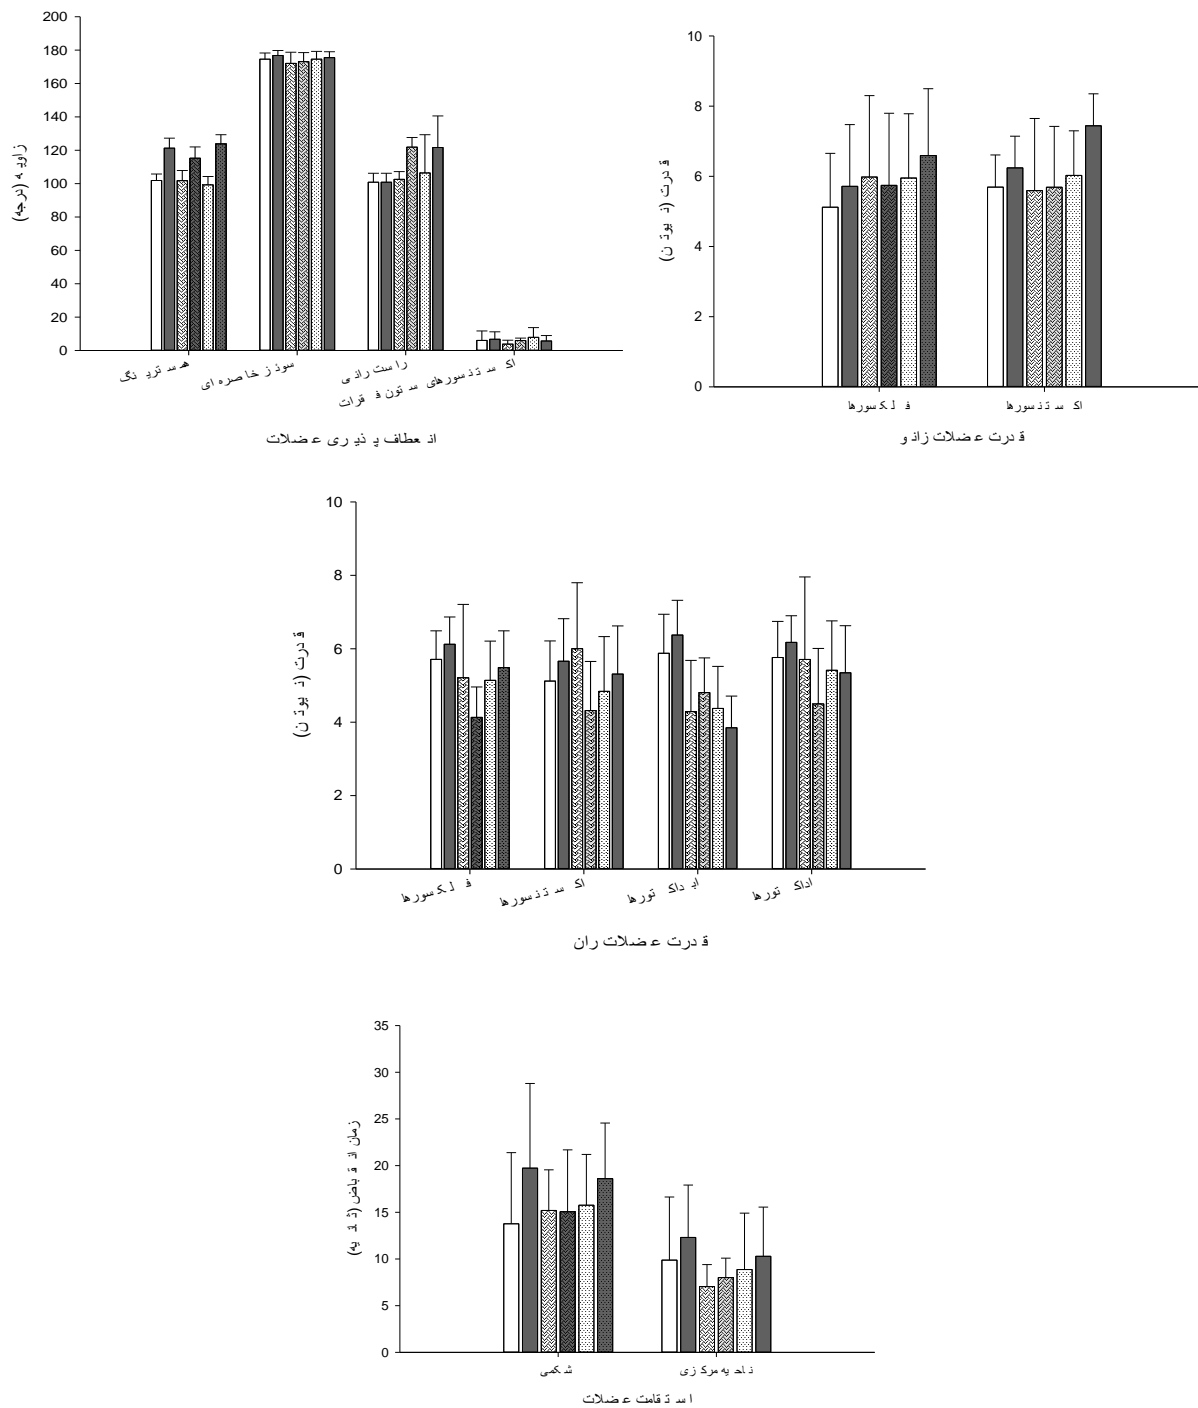 200
180
160
140
120
100
80
60
40
20
0
زاویه (درجه)
همسترینگ
سوئز خاصره ای
راست رانی
اکستنسورهای ستون فقرات
انعطاف پذیری عضلات
10
8
6
4
2
0
قدرت (نیوتن)
فلکسورها
اکستنسورها
قدرت عضلات زانو
10
8
6
4
2
0
قدرت (نیوتن)
فلکسورها
اکستنسورها
ابداکتورها
اداکتورها
قدرت عضلات ران
35
30
25
20
15
10
5
0
زمان انقباض (ثانیه)
شکمی
ناحیه مرکزی
استقامت عضلات